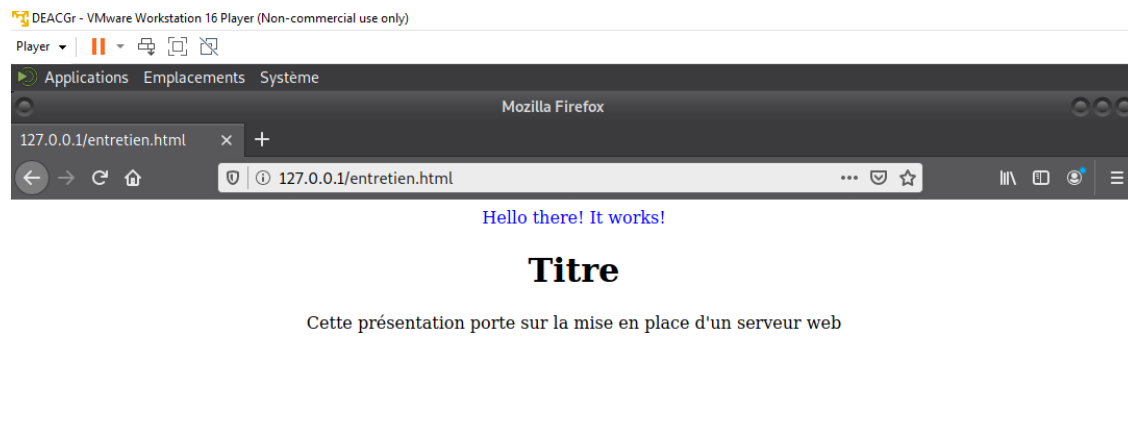 DEACGr - VMware Workstation 16 Player (Non-commercial use only)
Player
Applications Emplacements Système
Mozilla Firefox
127.0.0.1/entretien.html
127.0.0.1/entretien.html
Hello there! It works!
Titre
Cette présentation porte sur la mise en place d'un serveur web